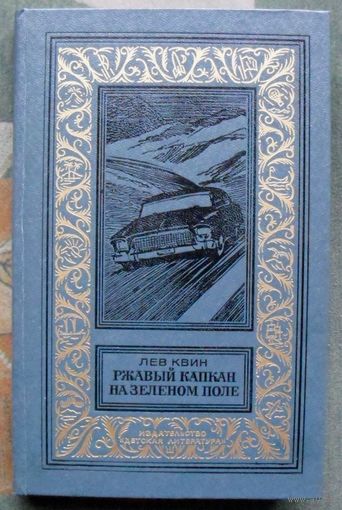 ЛЕВ КВИН
РЖАВЫЙ КАПКАН
НА ЗЕЛЕНОМ ПОЛЕ
ИЗДАТЕЛЬСТВО
«ДЕТСКАЯ ЛИТЕРАТУРА»